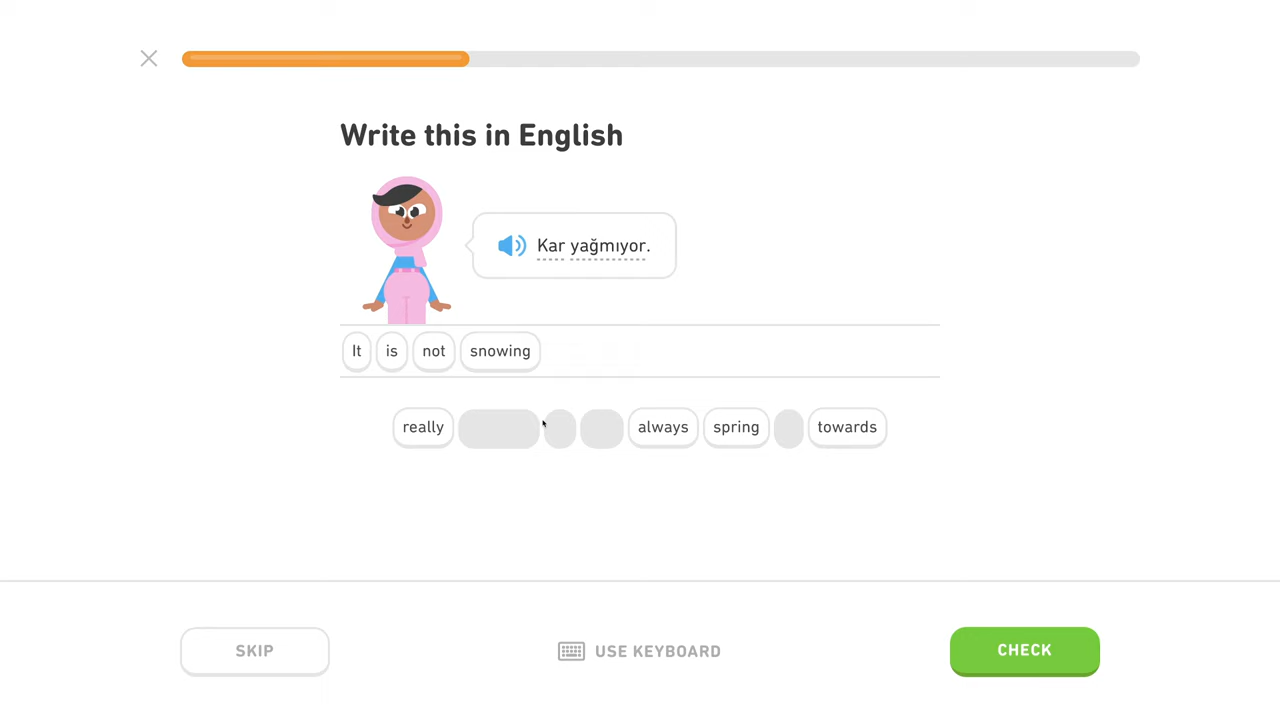 Write this in English
Kar yağmıyor.
It is not snowing
really always spring towards
SKIP USE KEYBOARD CHECK